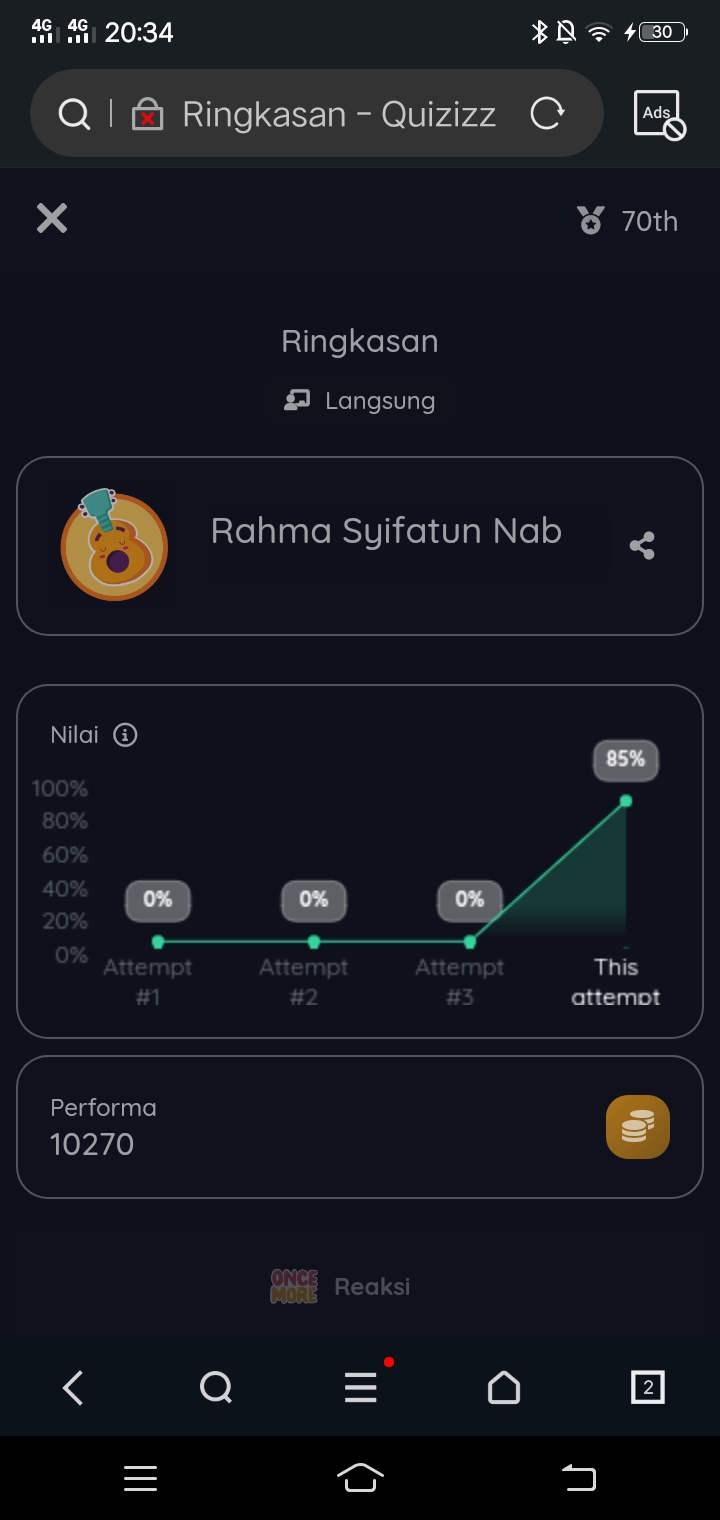 4G 4G 20:34 30
Ringkasan - Quizizz Ads
70th
Ringkasan
Langsung
Rahma Syifatun Nab
Nilai
85%
100%
80%
60%
40%
20%
0%
0% 0% 0%
Attempt #1
Attempt #2
Attempt #3
This attempt
Performa
10270
ONCE MORE Reaksi
2